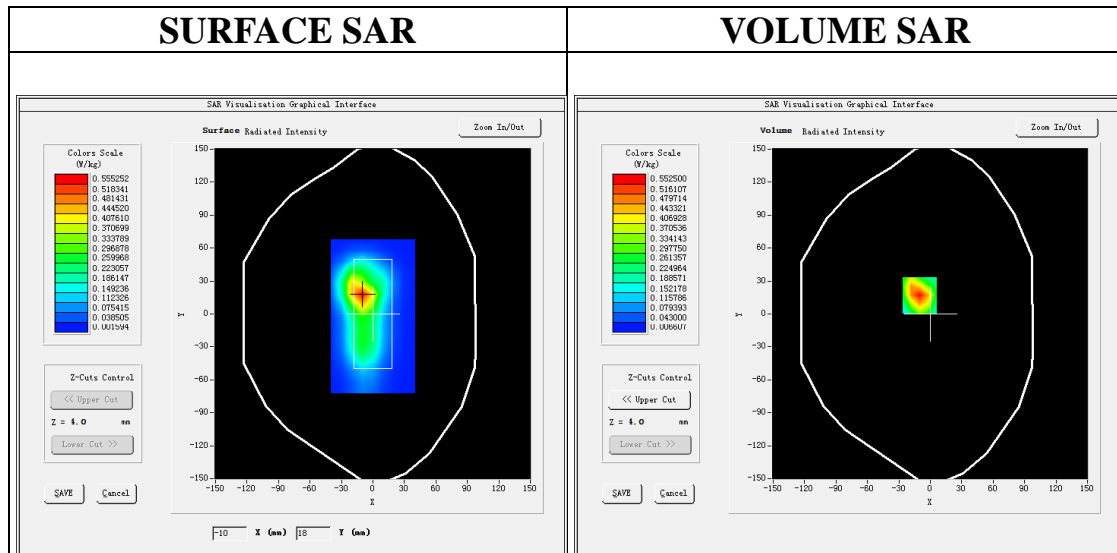 SURFACE SAR
SAR Visualisation Graphical Interface
Surface Radiated Intensity
Zoom In/Out
Colors Scale
(W/kg)
0.555252
0.518341
0.481431
0.444520
0.407610
0.370699
0.333789
0.296878
0.259968
0.223057
0.186147
0.149236
0.112326
0.075415
0.038505
0.001594
150
120
90
60
30
0
-30
-60
-90
-120
-150
Y
-150 -120 -90 -60 -30 0 30 60 90 120 150
X
Z-Cuts Control
<< Upper Cut
Z = 4.0 mm
Lower Cut >>
SAVE Cancel
-10 X (mm) 18 Y (mm)
VOLUME SAR
SAR Visualisation Graphical Interface
Volume Radiated Intensity
Zoom In/Out
Colors Scale
(W/kg)
0.552500
0.516107
0.479714
0.443321
0.406928
0.370536
0.334143
0.297750
0.261357
0.224964
0.188571
0.152178
0.115786
0.079393
0.043000
0.006607
150
120
90
60
30
0
-30
-60
-90
-120
-150
Y
-150 -120 -90 -60 -30 0 30 60 90 120 150
X
Z-Cuts Control
<< Upper Cut
Z = 4.0 mm
Lower Cut >>
SAVE Cancel